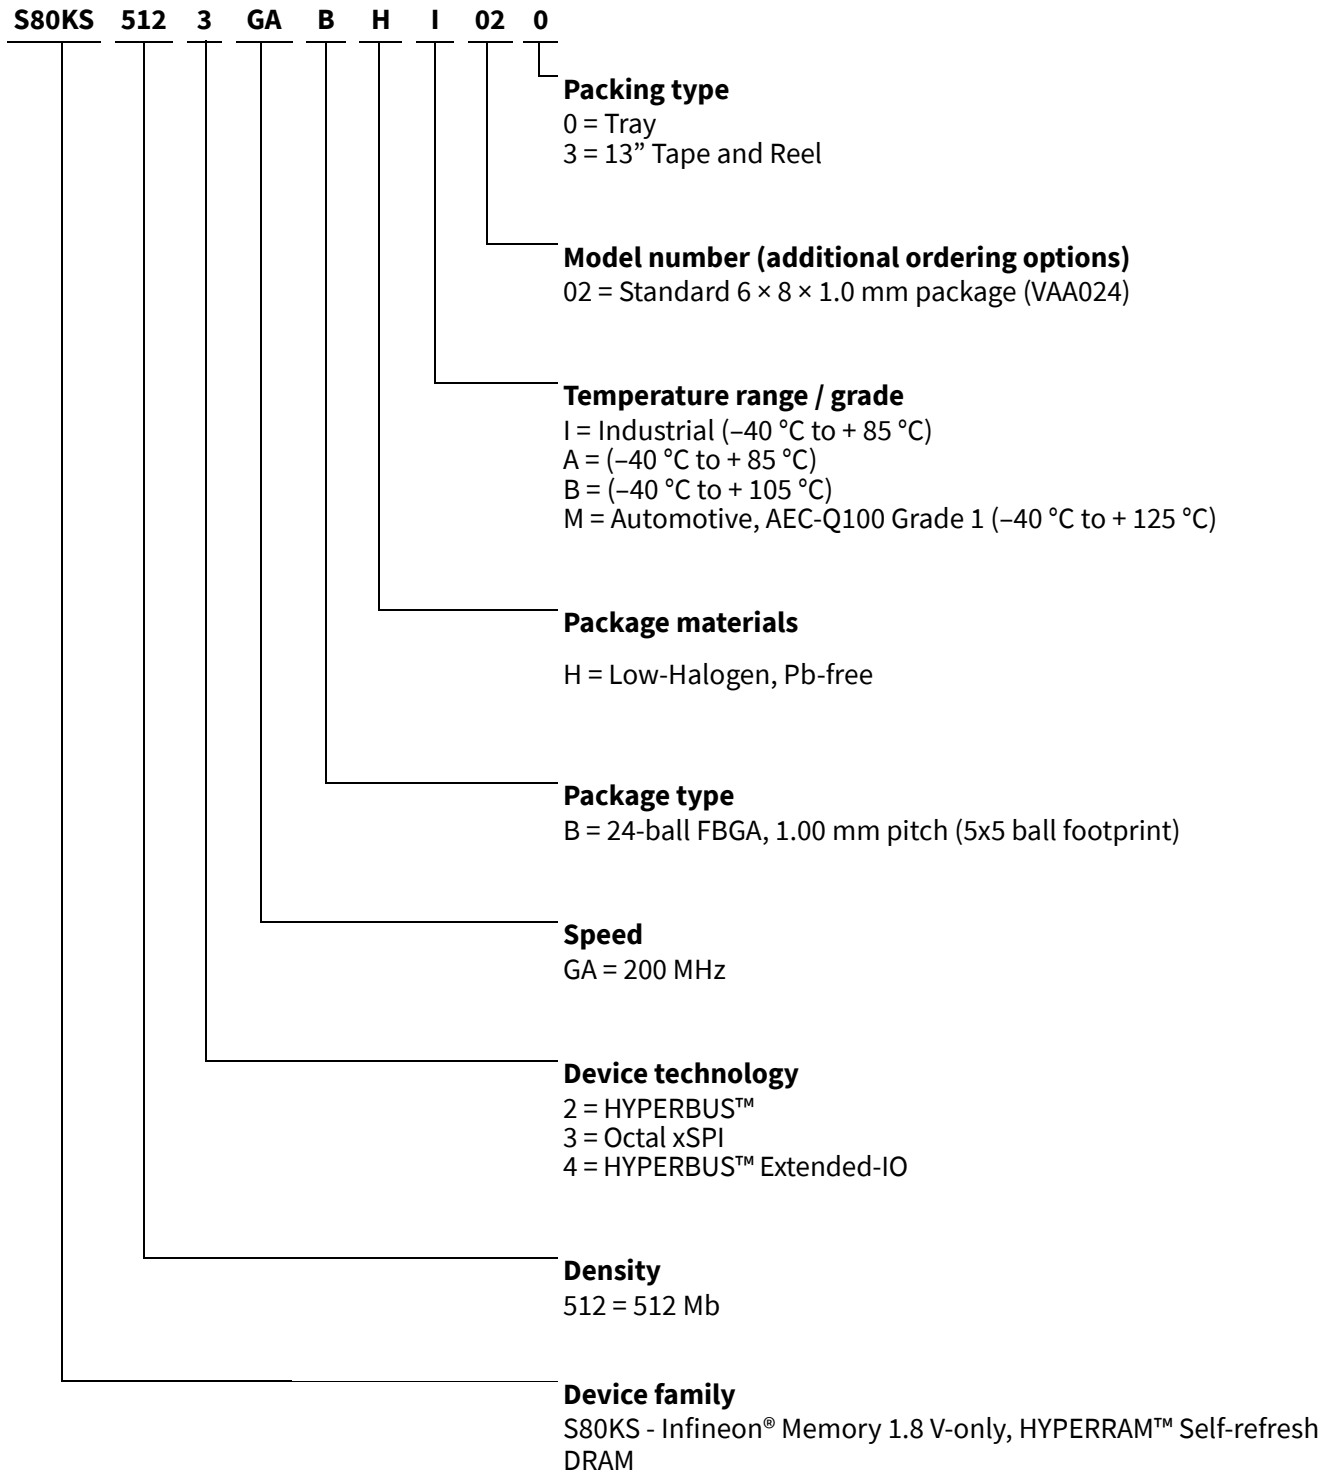 S80KS 512 3 GA B H I 02 0
Packing type
0 = Tray
3 = 13” Tape and Reel
Model number (additional ordering options)
02 = Standard 6 × 8 × 1.0 mm package (VAA024)
Temperature range / grade
I = Industrial (–40 °C to + 85 °C)
A = (–40 °C to + 85 °C)
B = (–40 °C to + 105 °C)
M = Automotive, AEC-Q100 Grade 1 (–40 °C to + 125 °C)
Package materials
H = Low-Halogen, Pb-free
Package type
B = 24-ball FBGA, 1.00 mm pitch (5x5 ball footprint)
Speed
GA = 200 MHz
Device technology
2 = HYPERBUS™
3 = Octal xSPI
4 = HYPERBUS™ Extended-IO
Density
512 = 512 Mb
Device family
S80KS - Infineon® Memory 1.8 V-only, HYPERRAM™ Self-refresh
DRAM